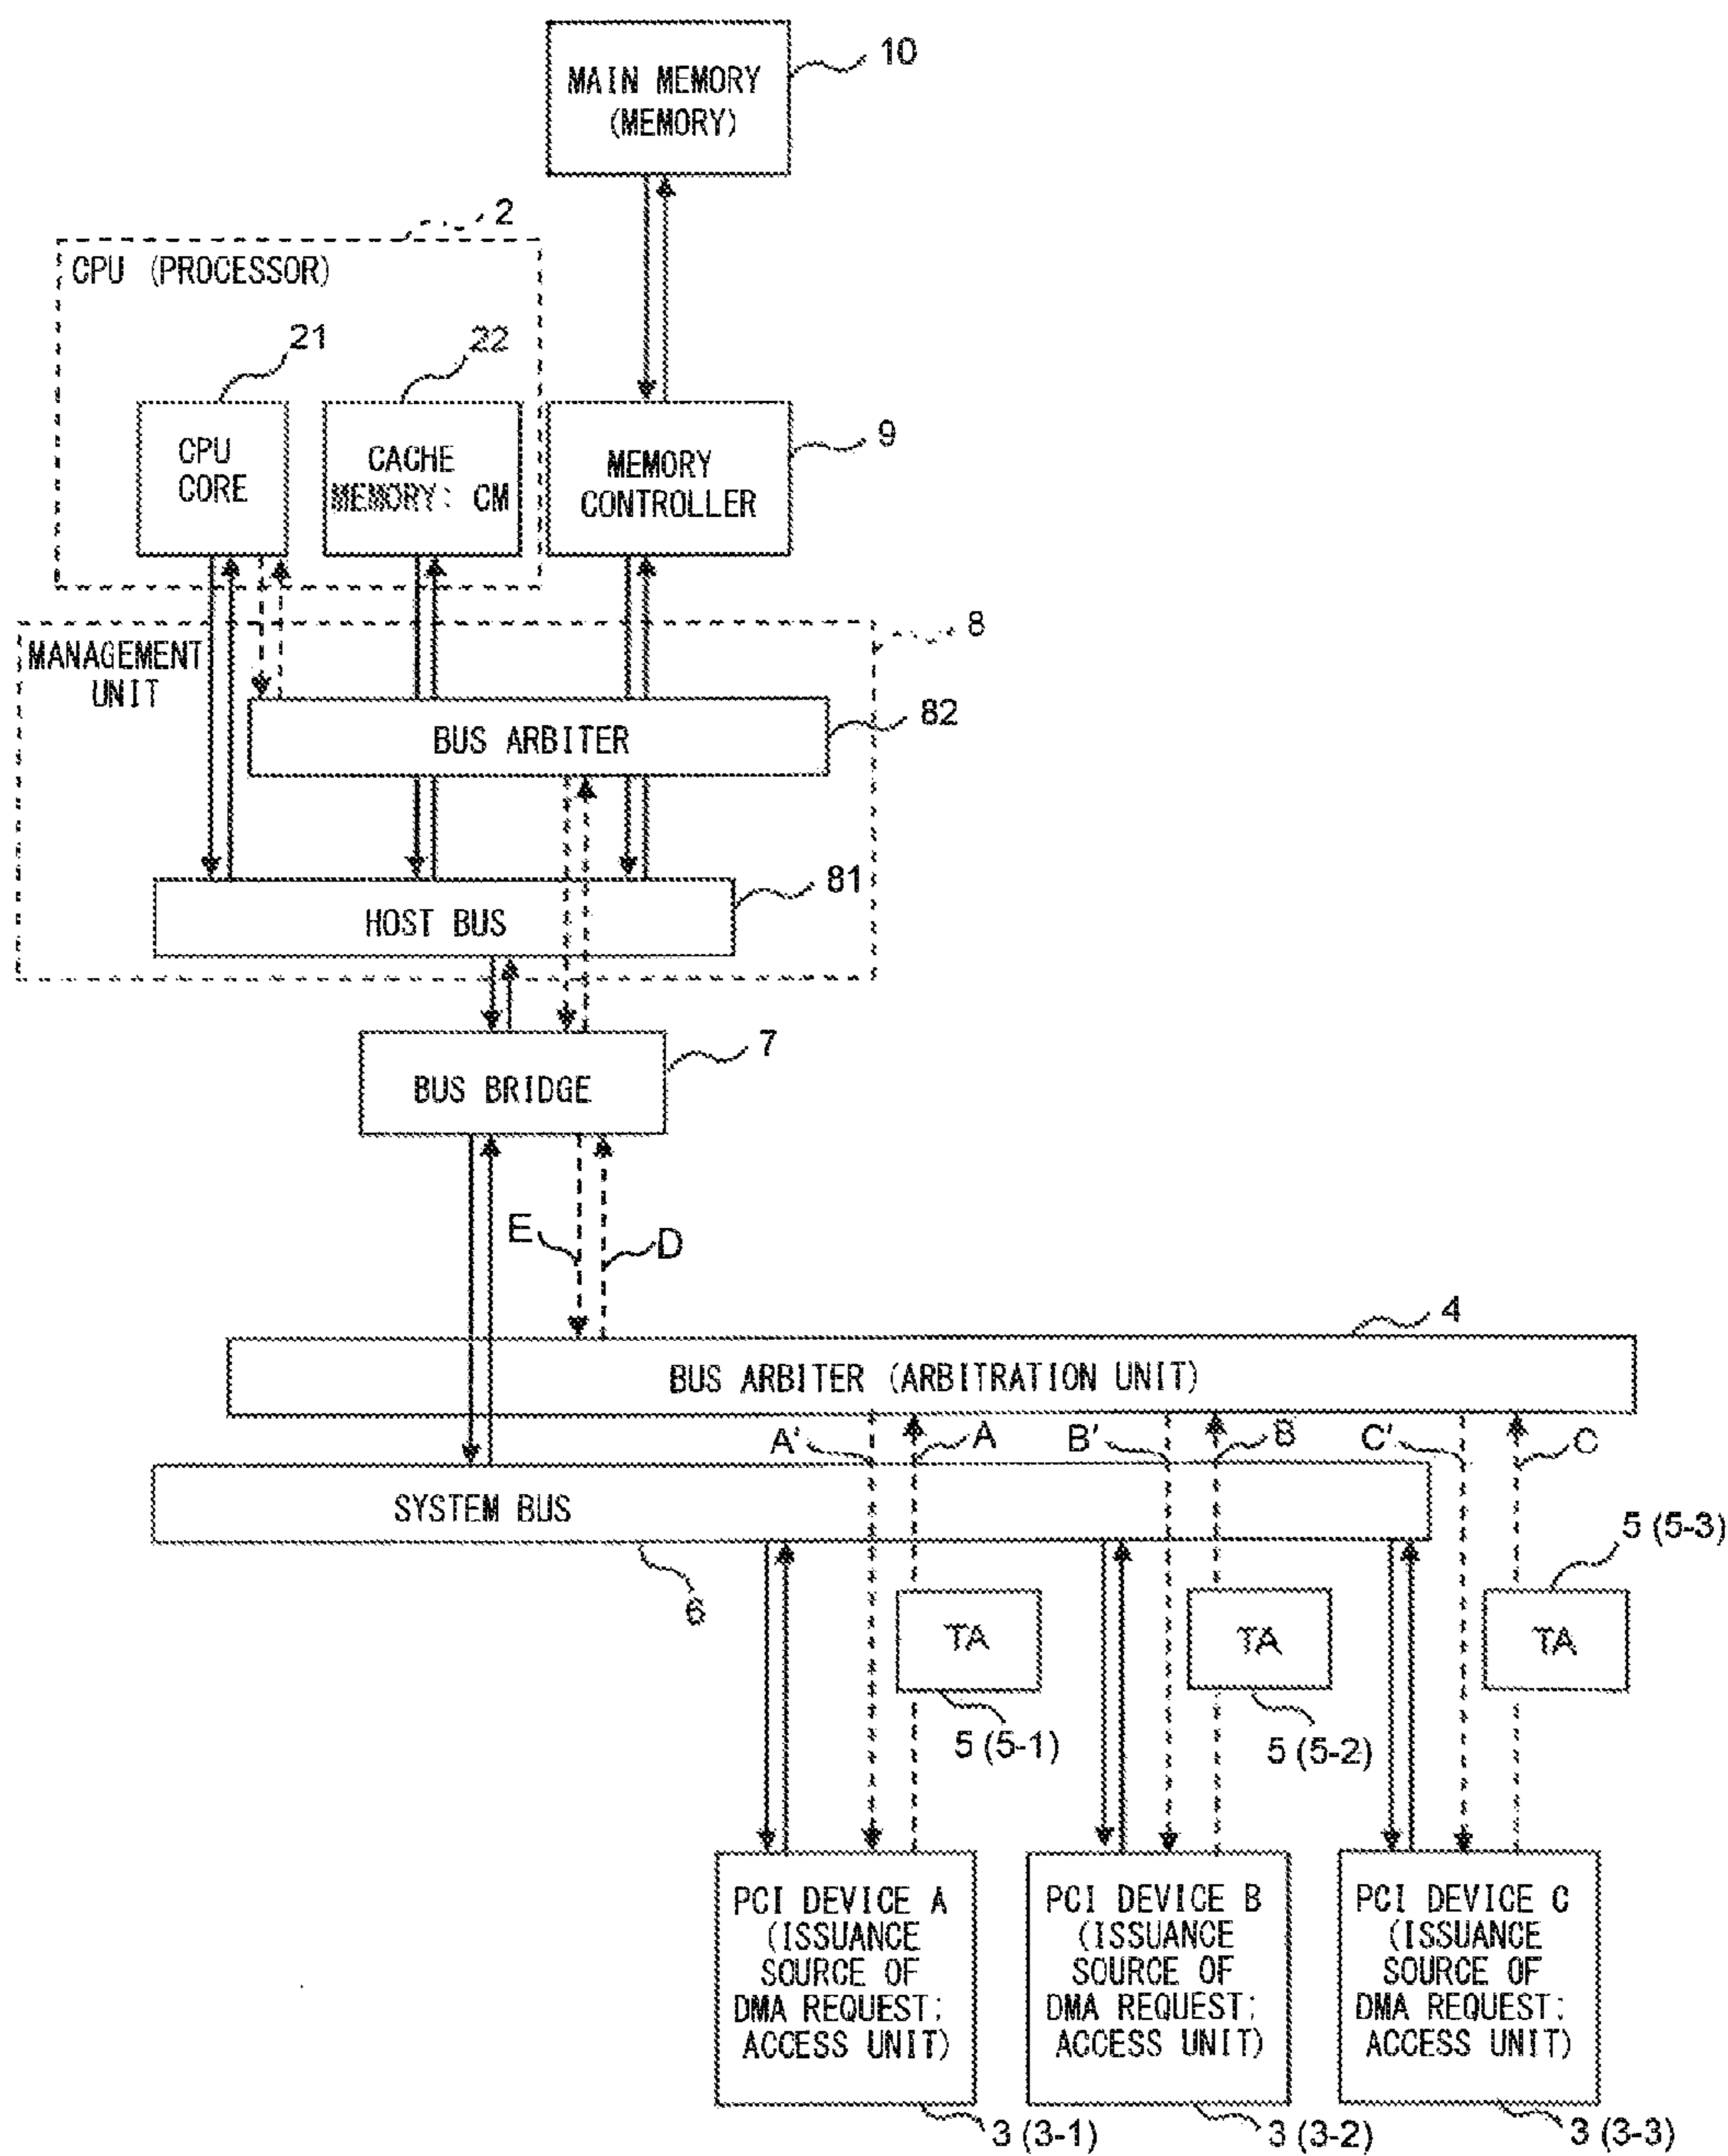 10
MAIN MEMORY
(MEMORY)
2
CPU (PROCESSOR)
21
22
9
CPU
CORE
CACHE
MEMORY: CM
MEMORY
CONTROLLER
8
MANAGEMENT
UNIT
82
BUS ARBITER
81
HOST BUS
7
BUS BRIDGE
E
D
4
BUS ARBITER (ARBITRATION UNIT)
A'
A
B'
B
C'
C
SYSTEM BUS
6
5 (5-3)
TA
TA
TA
5 (5-1)
5 (5-2)
PCI DEVICE A
(ISSUANCE
SOURCE OF
DMA REQUEST;
ACCESS UNIT)
PCI DEVICE B
(ISSUANCE
SOURCE OF
DMA REQUEST;
ACCESS UNIT)
PCI DEVICE C
(ISSUANCE
SOURCE OF
DMA REQUEST;
ACCESS UNIT)
3 (3-1)
3 (3-2)
3 (3-3)